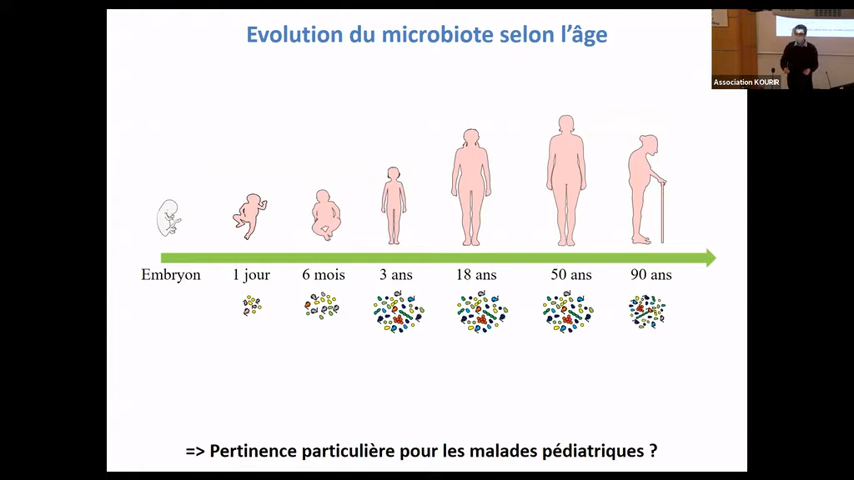 Evolution du microbiote selon l'âge
Association KOURIR
Embryon 1 jour 6 mois 3 ans 18 ans 50 ans 90 ans
=> Pertinence particulière pour les malades pédiatriques ?